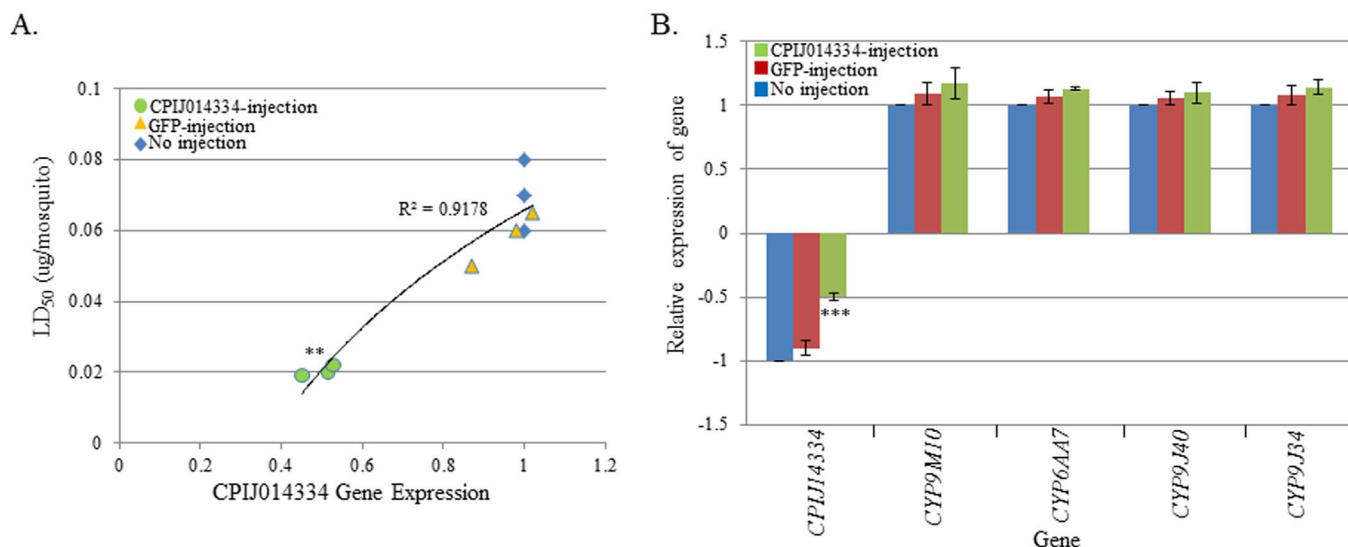 A.
CPIJ014334-injection
GFP-injection
No injection
0.1
0.08
0.06
0.04
0.02
0
R² = 0.9178
**
LD50 (ug/mosquito)
0 0.2 0.4 0.6 0.8 1 1.2
CPIJ014334 Gene Expression
B.
CPIJ014334-injection
GFP-injection
No injection
1.5
1
0.5
0
-0.5
-1
-1.5
***
Relative expression of gene
CPIJ14334
CYP9M10
CYP6AA7
CYP9J40
CYP9J34
Gene